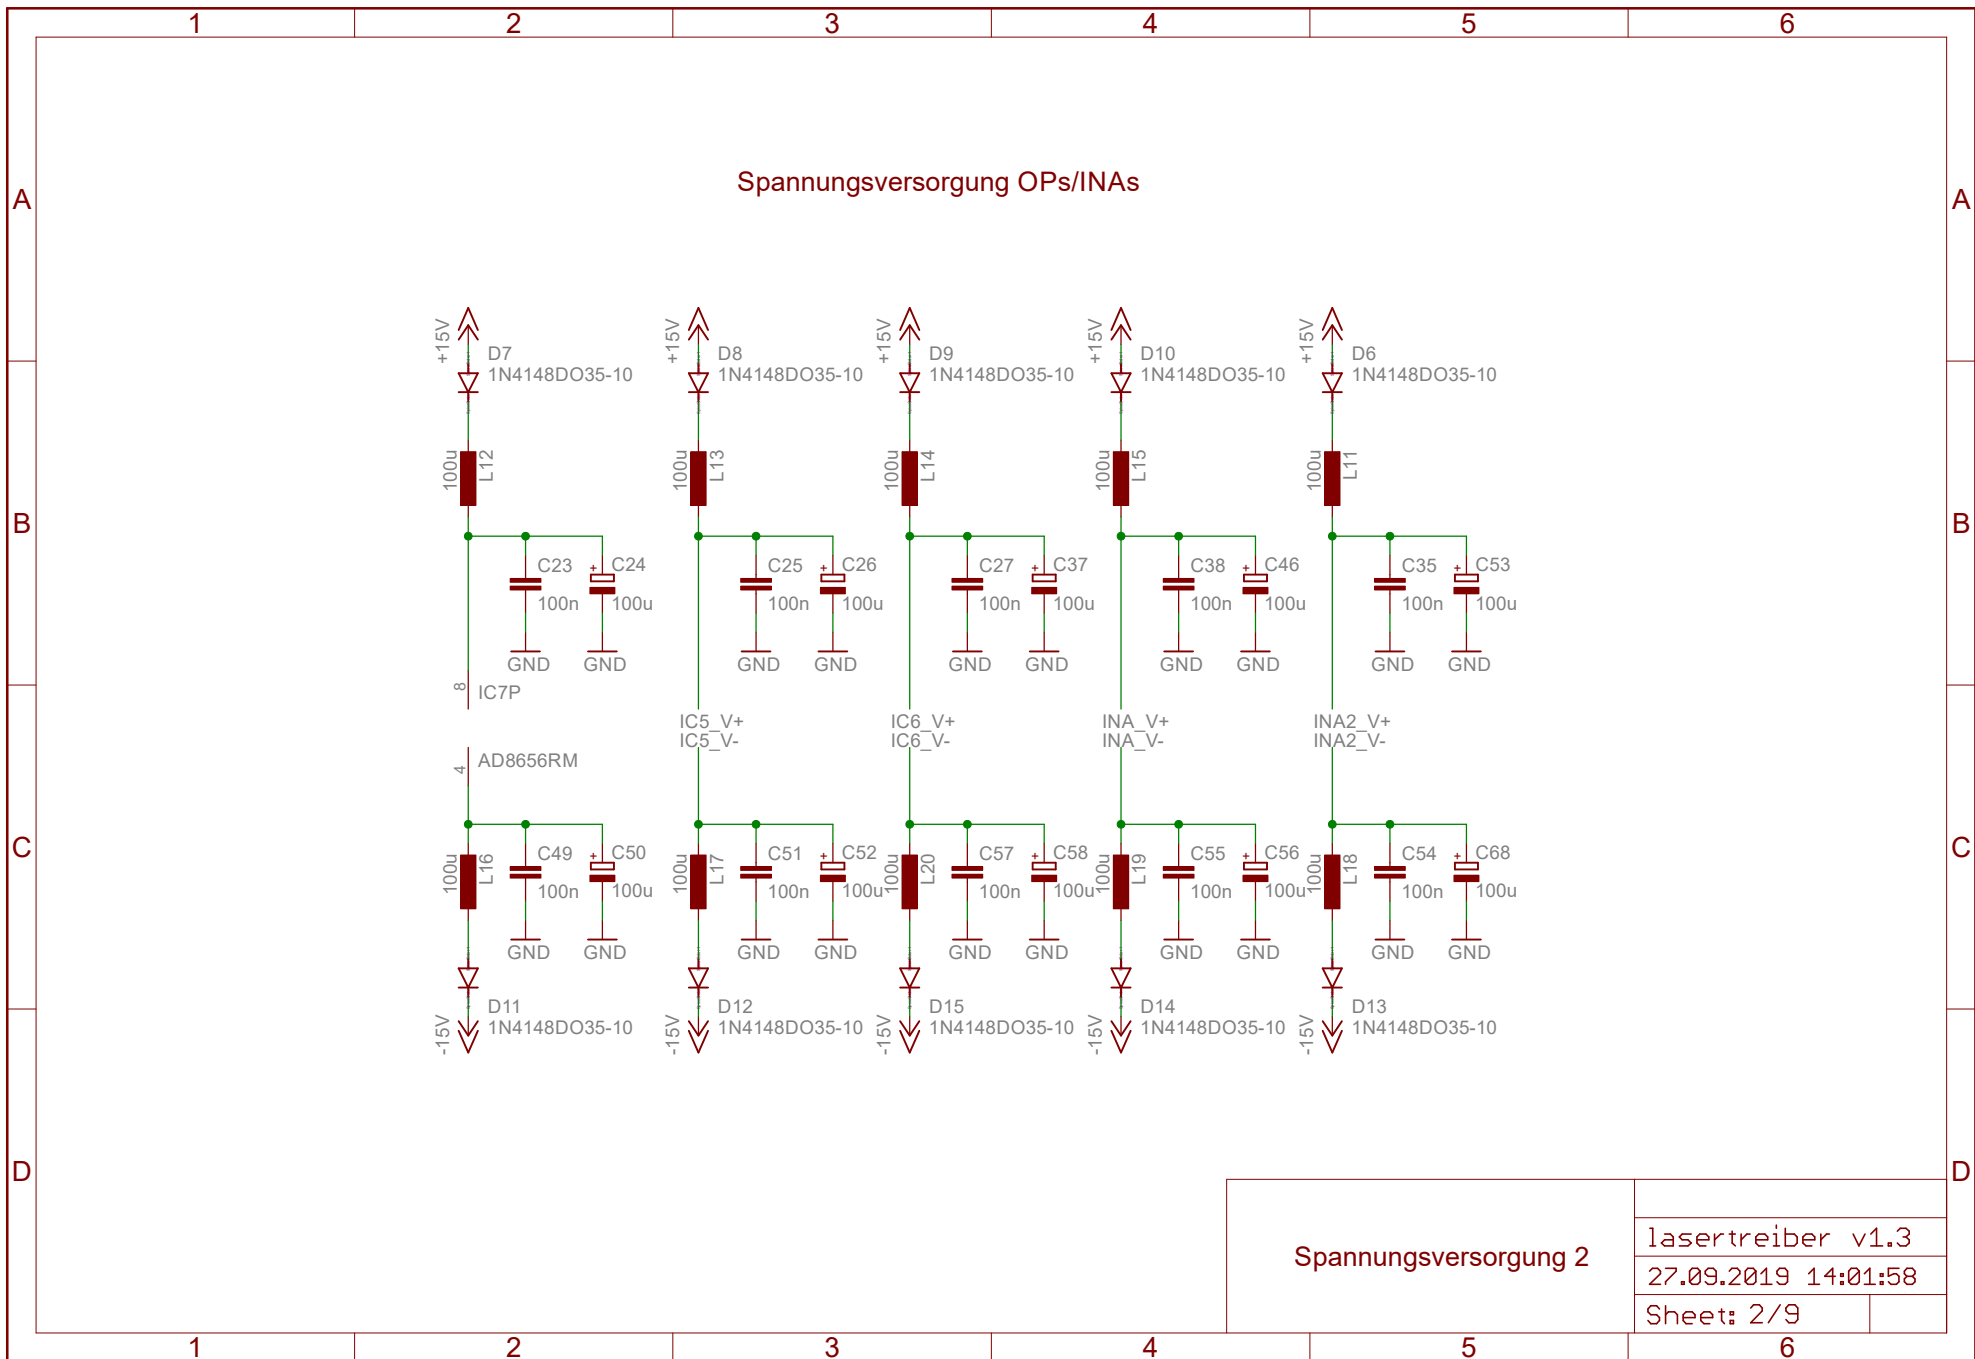 1 2 3 4 5 6
A A
Spannungsversorgung OPs/INAs
+15V +15V +15V +15V +15V
D7 D8 D9 D10 D6
1N4148DO35-10 1N4148DO35-10 1N4148DO35-10 1N4148DO35-10 1N4148DO35-10
100u L12 100u L13 100u L14 100u L15 100u L11
B B
C23 C24 C25 C26 C27 C37 C38 C46 C35 C53
100n 100u 100n 100u 100n 100u 100n 100u 100n 100u
GND GND GND GND GND GND GND GND GND GND
8 IC7P
IC5_V+ IC6_V+ INA_V+ INA2_V+
IC5_V- IC6_V- INA_V- INA2_V-
4 AD8656RM
C C
100u L16 C49 C50 100u L17 C51 C52 100u L20 C57 C58 100u L19 C55 C56 100u L18 C54 C68
100n 100u 100n 100u 100n 100u 100n 100u 100n 100u
GND GND GND GND GND GND GND GND GND GND
D11 D12 D15 D14 D13
-15V 1N4148DO35-10 -15V 1N4148DO35-10 -15V 1N4148DO35-10 -15V 1N4148DO35-10 -15V 1N4148DO35-10
D D
Spannungsversorgung 2
lasertreiber v1.3
27.09.2019 14:01:58
Sheet: 2/9
1 2 3 4 5 6